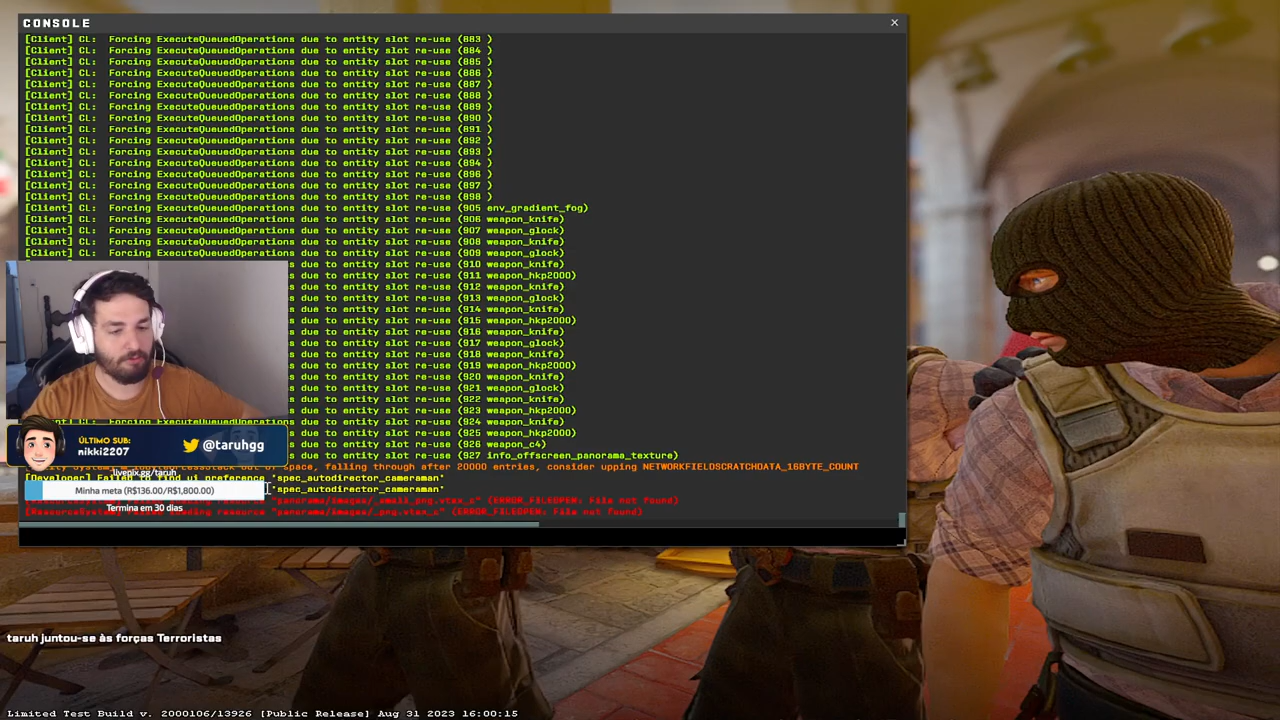 CONSOLE
[Client] CL: Forcing ExecuteQueuedOperations due to entity slot re-use (883 )
[Client] CL: Forcing ExecuteQueuedOperations due to entity slot re-use (884 )
[Client] CL: Forcing ExecuteQueuedOperations due to entity slot re-use (885 )
[Client] CL: Forcing ExecuteQueuedOperations due to entity slot re-use (886 )
[Client] CL: Forcing ExecuteQueuedOperations due to entity slot re-use (887 )
[Client] CL: Forcing ExecuteQueuedOperations due to entity slot re-use (888 )
[Client] CL: Forcing ExecuteQueuedOperations due to entity slot re-use (889 )
[Client] CL: Forcing ExecuteQueuedOperations due to entity slot re-use (890 )
[Client] CL: Forcing ExecuteQueuedOperations due to entity slot re-use (891 )
[Client] CL: Forcing ExecuteQueuedOperations due to entity slot re-use (892 )
[Client] CL: Forcing ExecuteQueuedOperations due to entity slot re-use (893 )
[Client] CL: Forcing ExecuteQueuedOperations due to entity slot re-use (894 )
[Client] CL: Forcing ExecuteQueuedOperations due to entity slot re-use (896 )
[Client] CL: Forcing ExecuteQueuedOperations due to entity slot re-use (897 )
[Client] CL: Forcing ExecuteQueuedOperations due to entity slot re-use (898 )
[Client] CL: Forcing ExecuteQueuedOperations due to entity slot re-use (905 env_gradient_fog)
[Client] CL: Forcing ExecuteQueuedOperations due to entity slot re-use (906 weapon_knife)
[Client] CL: Forcing ExecuteQueuedOperations due to entity slot re-use (907 weapon_glock)
[Client] CL: Forcing ExecuteQueuedOperations due to entity slot re-use (908 weapon_knife)
[Client] CL: Forcing ExecuteQueuedOperations due to entity slot re-use (909 weapon_glock)
s due to entity slot re-use (910 weapon_knife)
s due to entity slot re-use (911 weapon_hkp2000)
s due to entity slot re-use (912 weapon_knife)
s due to entity slot re-use (913 weapon_glock)
s due to entity slot re-use (914 weapon_knife)
s due to entity slot re-use (915 weapon_hkp2000)
s due to entity slot re-use (916 weapon_knife)
s due to entity slot re-use (917 weapon_glock)
s due to entity slot re-use (918 weapon_knife)
s due to entity slot re-use (919 weapon_hkp2000)
s due to entity slot re-use (920 weapon_knife)
s due to entity slot re-use (921 weapon_glock)
s due to entity slot re-use (922 weapon_knife)
s due to entity slot re-use (923 weapon_hkp2000)
s due to entity slot re-use (924 weapon_knife)
s due to entity slot re-use (925 weapon_hkp2000)
s due to entity slot re-use (926 weapon_c4)
s due to entity slot re-use (927 info_offscreen_panorama_texture)
space, falling through after 20000 entries, consider upping NETWORKFIELDSCRATCHDATA_16BYTE_COUNT
[Developer] Failed to find ui preference 'spec_autodirector_cameraman'
'spec_autodirector_cameraman'
resource "panorama/images/_small_png.vtex_c" (ERROR_FILEOPEN: File not found)
[ResourceSystem] Failed loading resource "panorama/images/_png.vtex_c" (ERROR_FILEOPEN: File not found)
ÚLTIMO SUB:
nikki2207
@taruhgg
livepix.gg/taruh
Minha meta (R$136.00/R$1,800.00)
Termina em 30 dias
taruh juntou-se às forças Terroristas
Limited Test Build v. 2000106/13926 [Public Release] Aug 31 2023 16:00:15